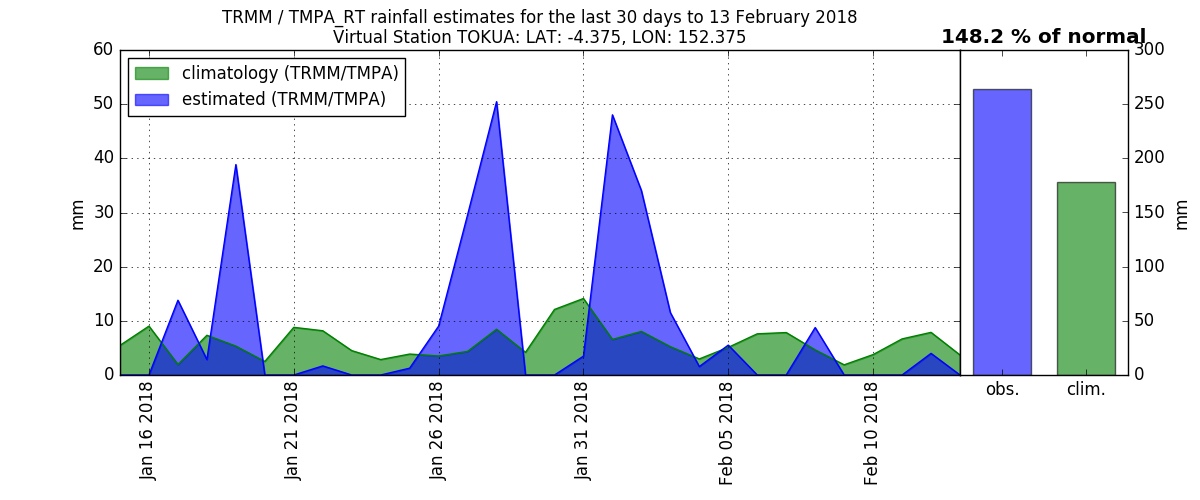 TRMM / TMPA_RT rainfall estimates for the last 30 days to 13 February 2018
Virtual Station TOKUA: LAT: -4.375, LON: 152.375
148.2 % of normal
climatology (TRMM/TMPA)
estimated (TRMM/TMPA)
60
50
40
30
20
10
0
mm
Jan 16 2018
Jan 21 2018
Jan 26 2018
Jan 31 2018
Feb 05 2018
Feb 10 2018
obs.
clim.
300
250
200
150
100
50
0
mm